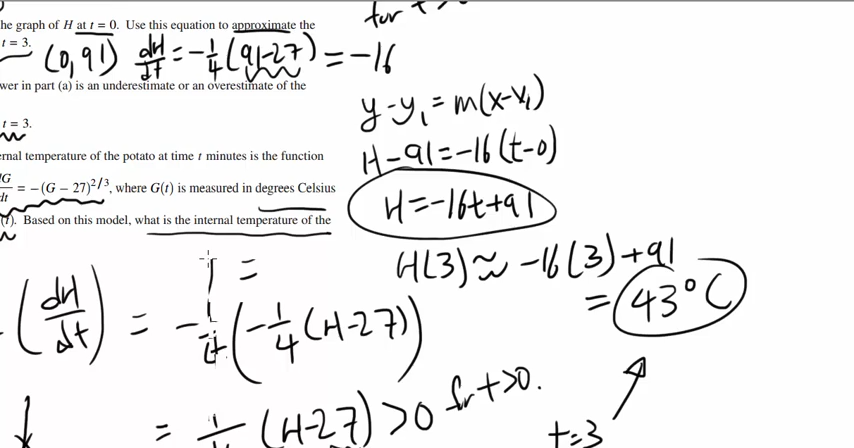 he graph of H at t = 0. Use this equation to approximate the
t = 3.
(0,91) dH/dt = -1/4 (91-27) = -16
wer in part (a) is an underestimate or an overestimate of the
t = 3.
y - y₁ = m(x-x₁)
ernal temperature of the potato at time t minutes is the function
H - 91 = -16(t-0)
dG/dt = -(G - 27)^2/3, where G(t) is measured in degrees Celsius
H = -16t + 91
(t). Based on this model, what is the internal temperature of the
H(3) ≈ -16(3) + 91
= 43°C
(dH/dt) = -1/4 (-1/4 (H-27))
= (H-27) > 0 for t>0.
t=3